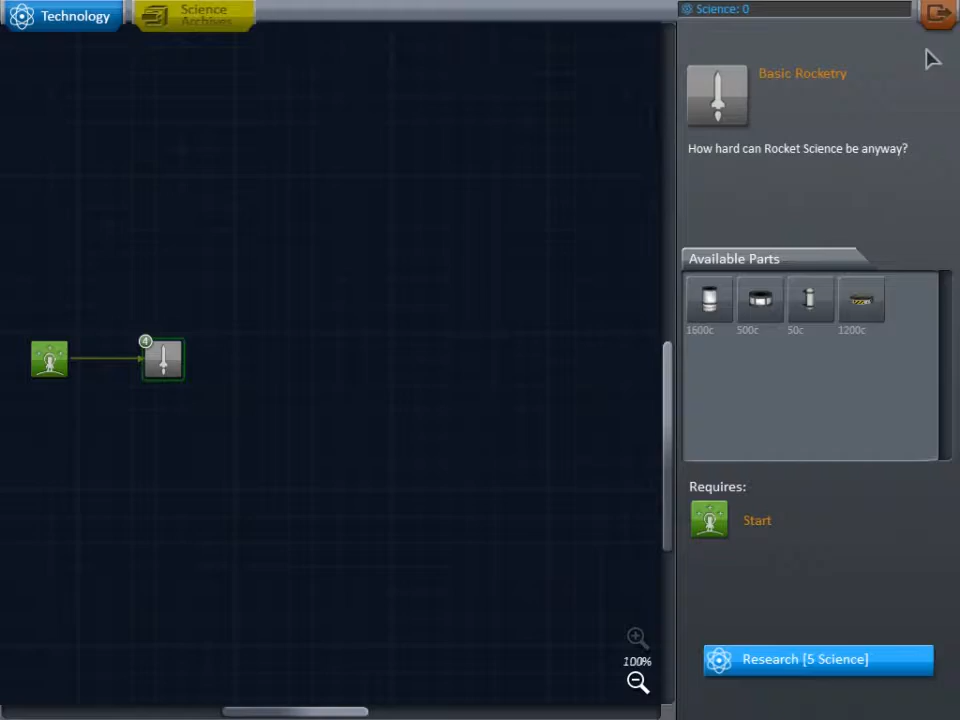 Technology
Science
Archives
Science: 0
Basic Rocketry
How hard can Rocket Science be anyway?
Available Parts
1600c
500c
50c
1200c
4
Requires:
Start
100%
Research [5 Science]